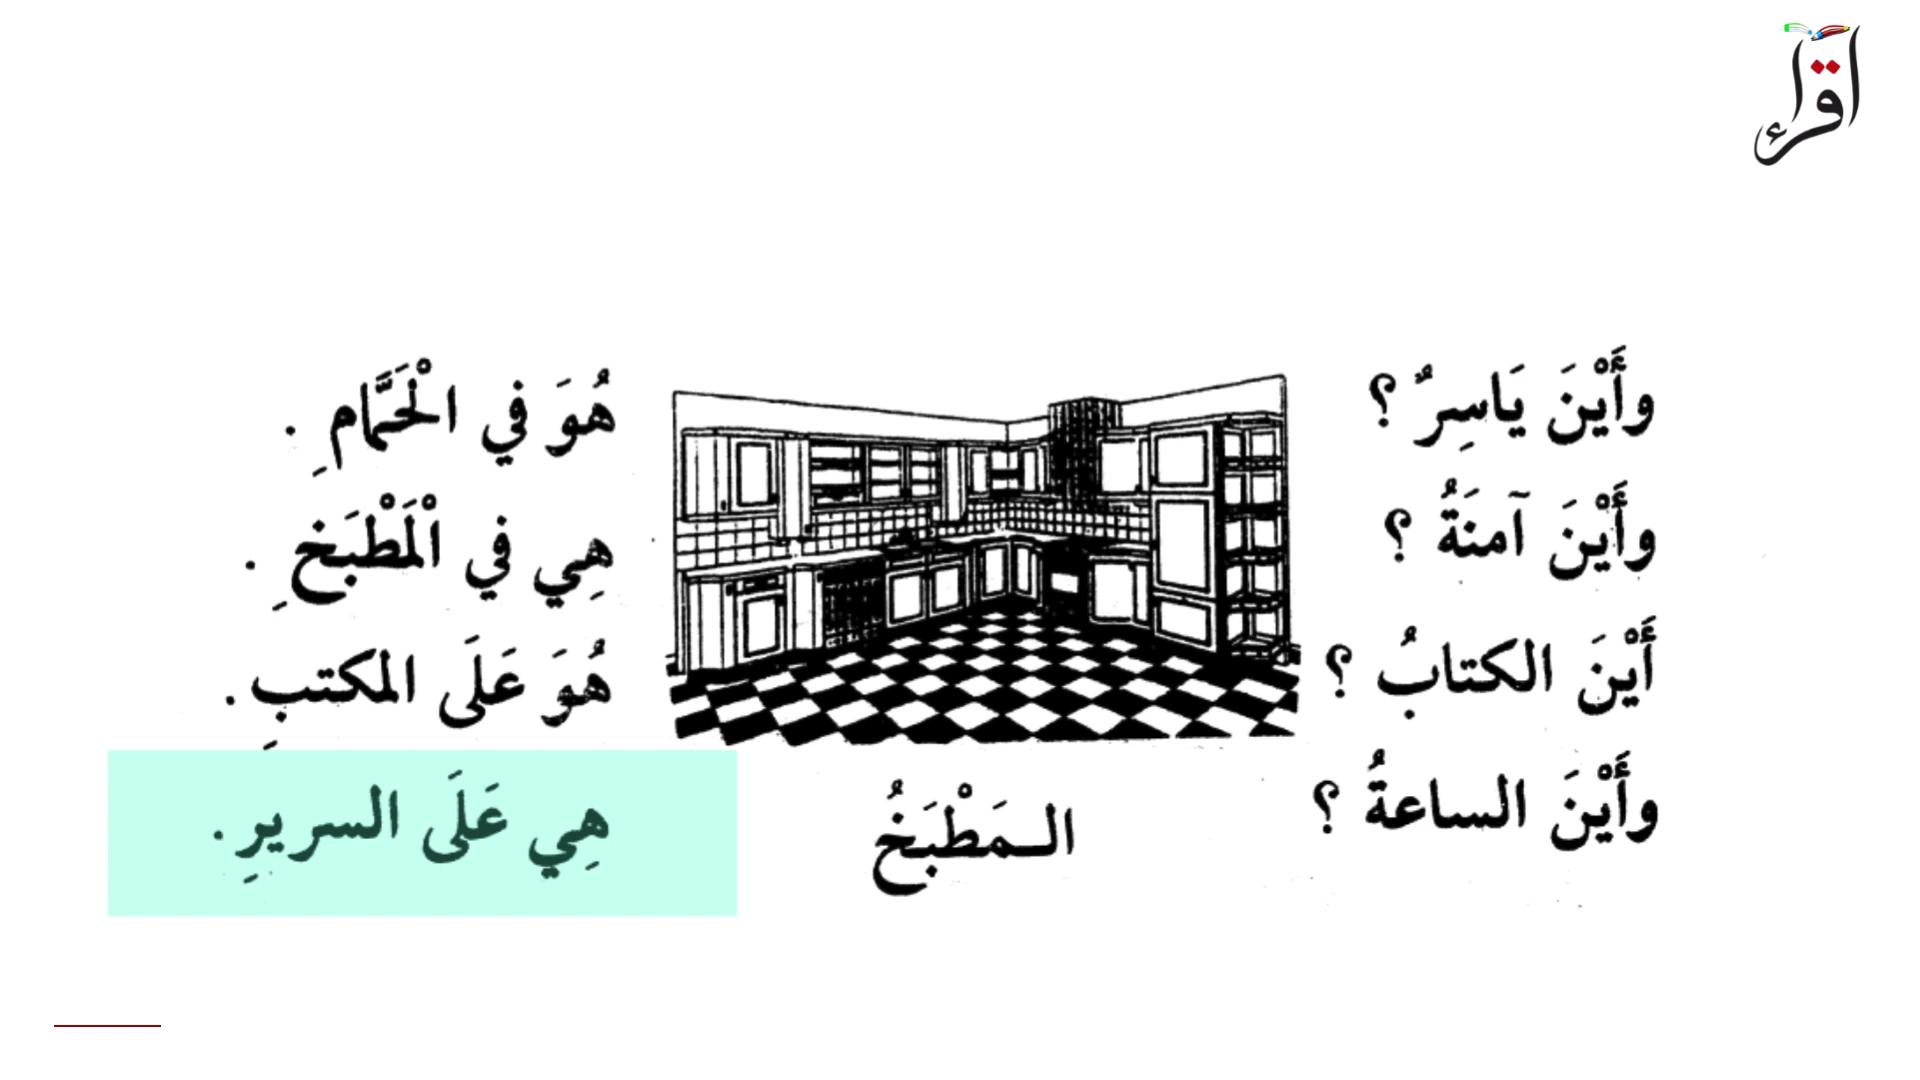 اقرأ
وأَيْنَ يَاسِرٌ ؟
هُوَ في الْحَمَّامِ .
وأَيْنَ آمنَةُ ؟
هِي في الْمَطْبَخِ .
أَيْنَ الكتابُ ؟
هُوَ عَلَى المكتبِ .
وأَيْنَ الساعةُ ؟
هِي عَلَى السريرِ .
الـمَطْبَخُ